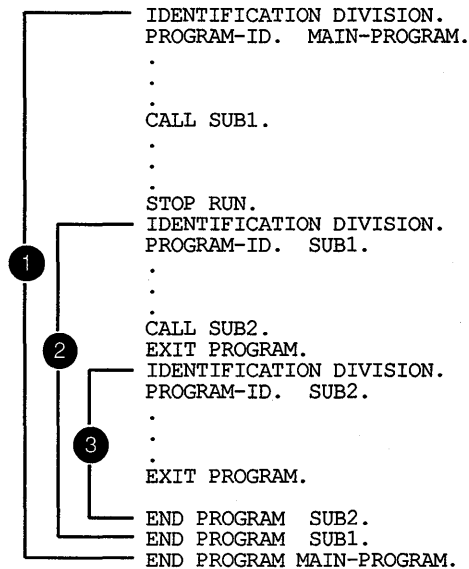 IDENTIFICATION DIVISION.
PROGRAM-ID. MAIN-PROGRAM.
.
.
.
CALL SUB1.
.
.
.
STOP RUN.
IDENTIFICATION DIVISION.
PROGRAM-ID. SUB1.
1
.
.
.
CALL SUB2.
2
EXIT PROGRAM.
IDENTIFICATION DIVISION.
PROGRAM-ID. SUB2.
.
.
3
.
EXIT PROGRAM.
END PROGRAM SUB2.
END PROGRAM SUB1.
END PROGRAM MAIN-PROGRAM.